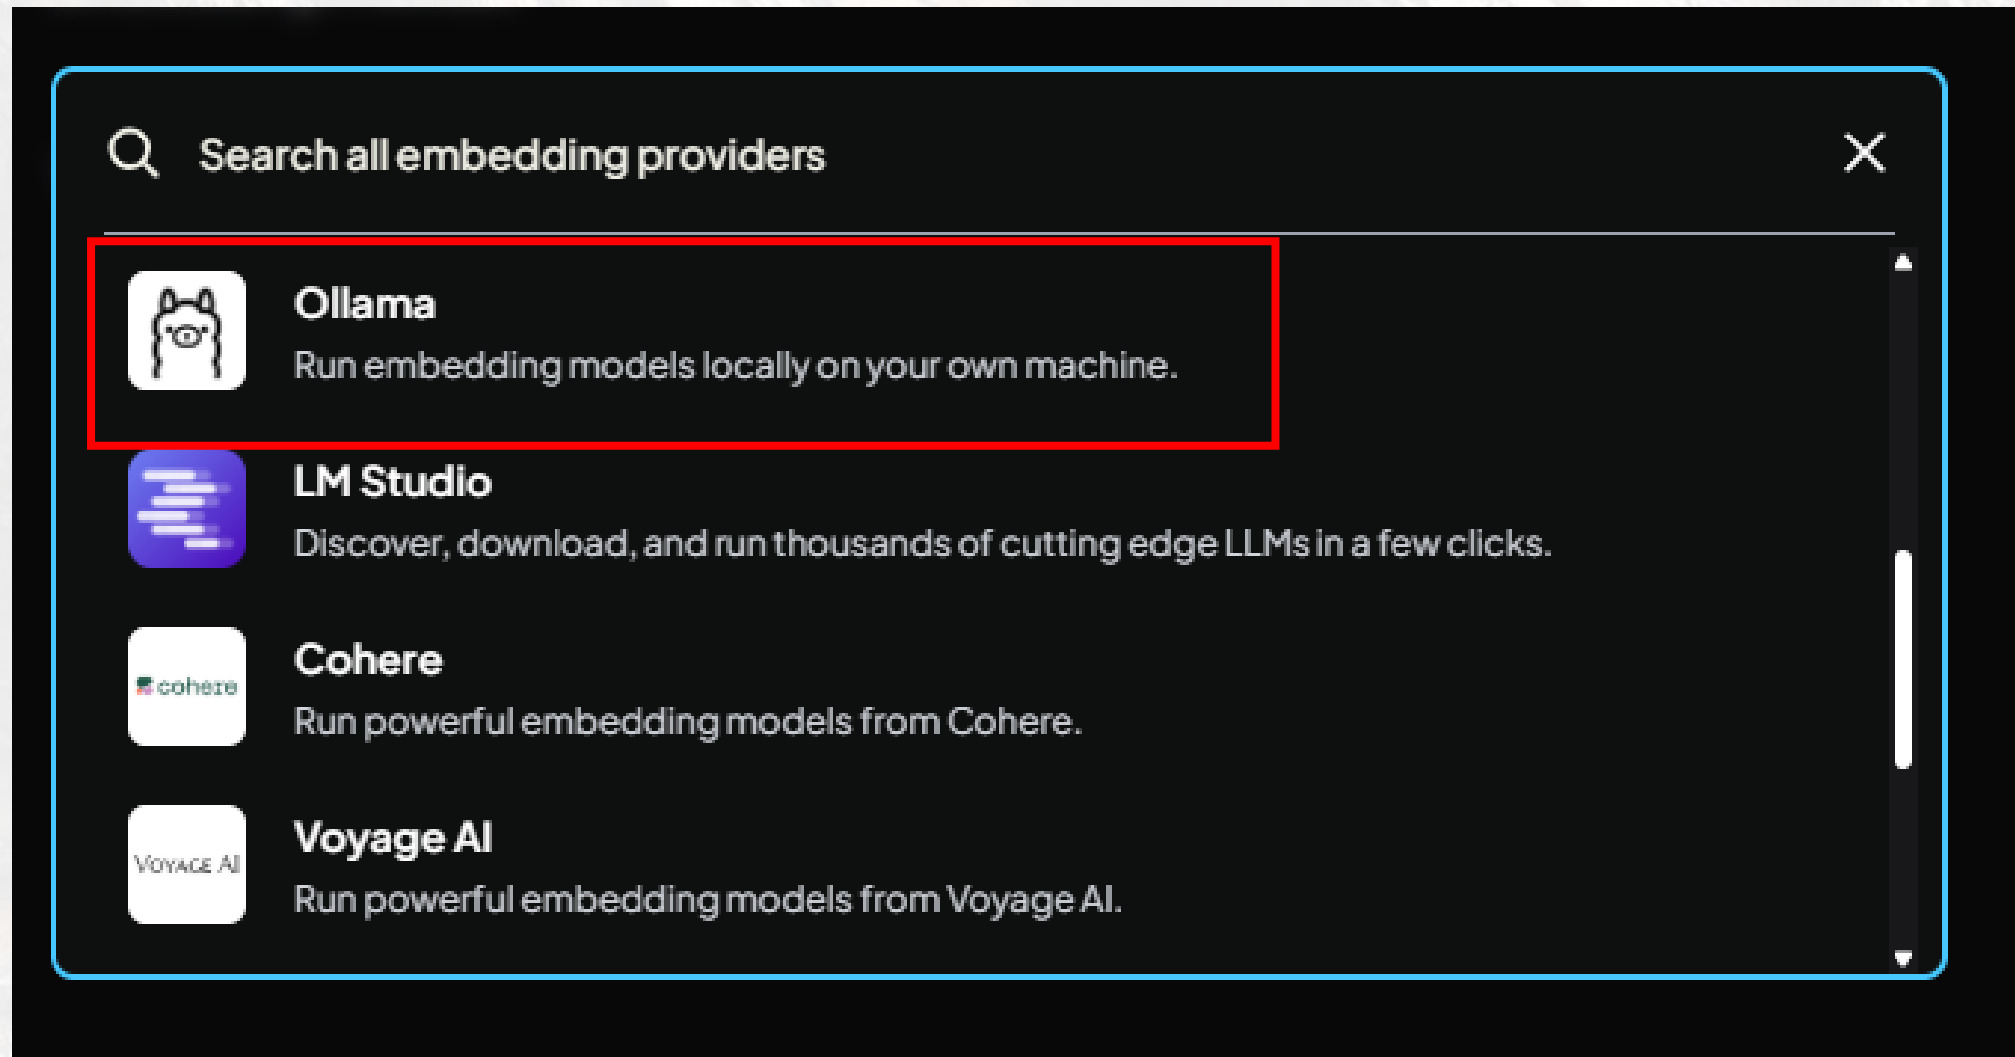 Search all embedding providers
Ollama
Run embedding models locally on your own machine.
LM Studio
Discover, download, and run thousands of cutting edge LLMs in a few clicks.
cohere
Cohere
Run powerful embedding models from Cohere.
VOYAGE AI
Voyage AI
Run powerful embedding models from Voyage AI.